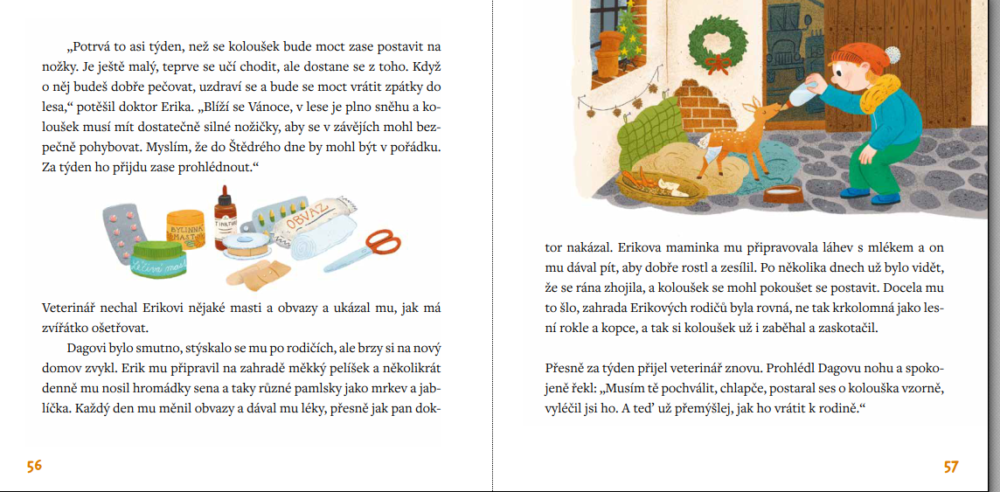 „Potrvá to asi týden, než se koloušek bude moct zase postavit na
nožky. Je ještě malý, teprve se učí chodit, ale dostane se z toho. Když
o něj budeš dobře pečovat, uzdraví se a bude se moct vrátit zpátky do
lesa,“ potěšil doktor Erika. „Blíží se Vánoce, v lese je plno sněhu a ko-
loušek musí mít dostatečně silné nožičky, aby se v závějích mohl bez-
pečně pohybovat. Myslím, že do Štědrého dne by mohl být v pořádku.
Za týden ho přijdu zase prohlédnout.“
BYLINNÁ
MAST
OBVAZ
Veterinář nechal Erikovi nějaké masti a obvazy a ukázal mu, jak má
zvířátko ošetřovat.
Dagovi bylo smutno, stýskalo se mu po rodičích, ale brzy si na nový
domov zvykl. Erik mu připravil na zahradě měkký pelíšek a několikrát
denně mu nosil hromádky sena a taky různé pamlsky jako mrkev a jab-
líčka. Každý den mu měnil obvazy a dával mu léky, přesně jak pan dok-
56
tor nakázal. Erikova maminka mu připravovala láhev s mlékem a on
mu dával pít, aby dobře rostl a zesílil. Po několika dnech už bylo vidět,
že se rána zhojila, a koloušek se mohl pokoušet se postavit. Docela mu
to šlo, zahrada Erikových rodičů byla rovná, ne tak krkolomná jako les-
ní rokle a kopce, a tak si koloušek už i zaběhal a zaskotačil.
Přesně za týden přijel veterinář znovu. Prohlédl Dagovu nohu a spoko-
jeně řekl: „Musím tě pochválit, chlapče, postaral ses o kolouška vzorně,
vyléčil jsi ho. A teď už přemýšlej, jak ho vrátit k rodině.“
57